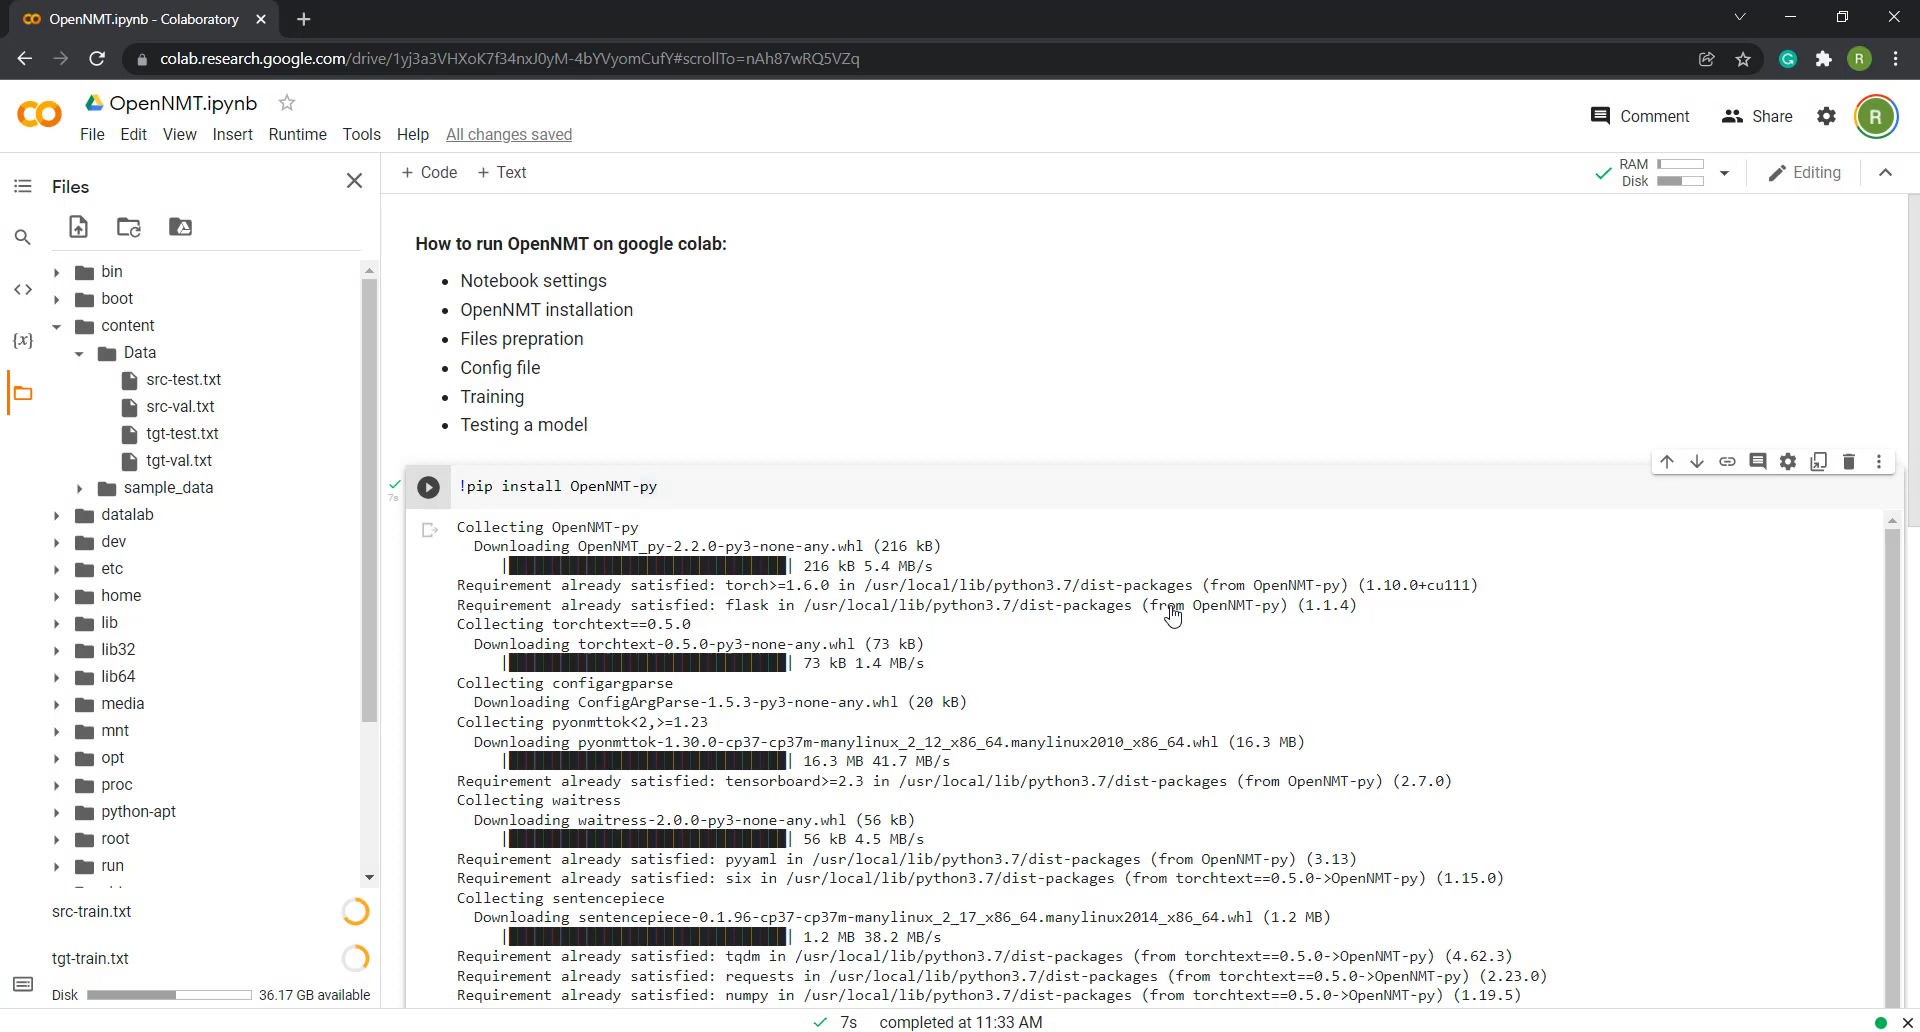 OpenNMT.ipynb - Colaboratory
colab.research.google.com/drive/1yj3a3VHXoK7f34nxJ0yM-4bYVyomCufY#scrollTo=nAh87wRQ5VZq
R
OpenNMT.ipynb
File Edit View Insert Runtime Tools Help All changes saved
Comment Share R
Files
+ Code + Text
RAM
Disk
Editing
bin
boot
content
Data
src-test.txt
src-val.txt
tgt-test.txt
tgt-val.txt
sample_data
datalab
dev
etc
home
lib
lib32
lib64
media
mnt
opt
proc
python-apt
root
run
src-train.txt
tgt-train.txt
Disk 36.17 GB available
How to run OpenNMT on google colab:
• Notebook settings
• OpenNMT installation
• Files prepration
• Config file
• Training
• Testing a model
7s
!pip install OpenNMT-py
Collecting OpenNMT-py
Downloading OpenNMT_py-2.2.0-py3-none-any.whl (216 kB)
216 kB 5.4 MB/s
Requirement already satisfied: torch>=1.6.0 in /usr/local/lib/python3.7/dist-packages (from OpenNMT-py) (1.10.0+cu111)
Requirement already satisfied: flask in /usr/local/lib/python3.7/dist-packages (from OpenNMT-py) (1.1.4)
Collecting torchtext==0.5.0
Downloading torchtext-0.5.0-py3-none-any.whl (73 kB)
73 kB 1.4 MB/s
Collecting configargparse
Downloading ConfigArgParse-1.5.3-py3-none-any.whl (20 kB)
Collecting pyonmttok<2,>=1.23
Downloading pyonmttok-1.30.0-cp37-cp37m-manylinux_2_12_x86_64.manylinux2010_x86_64.whl (16.3 MB)
16.3 MB 41.7 MB/s
Requirement already satisfied: tensorboard>=2.3 in /usr/local/lib/python3.7/dist-packages (from OpenNMT-py) (2.7.0)
Collecting waitress
Downloading waitress-2.0.0-py3-none-any.whl (56 kB)
56 kB 4.5 MB/s
Requirement already satisfied: pyyaml in /usr/local/lib/python3.7/dist-packages (from OpenNMT-py) (3.13)
Requirement already satisfied: six in /usr/local/lib/python3.7/dist-packages (from torchtext==0.5.0->OpenNMT-py) (1.15.0)
Collecting sentencepiece
Downloading sentencepiece-0.1.96-cp37-cp37m-manylinux_2_17_x86_64.manylinux2014_x86_64.whl (1.2 MB)
1.2 MB 38.2 MB/s
Requirement already satisfied: tqdm in /usr/local/lib/python3.7/dist-packages (from torchtext==0.5.0->OpenNMT-py) (4.62.3)
Requirement already satisfied: requests in /usr/local/lib/python3.7/dist-packages (from torchtext==0.5.0->OpenNMT-py) (2.23.0)
Requirement already satisfied: numpy in /usr/local/lib/python3.7/dist-packages (from torchtext==0.5.0->OpenNMT-py) (1.19.5)
7s completed at 11:33 AM